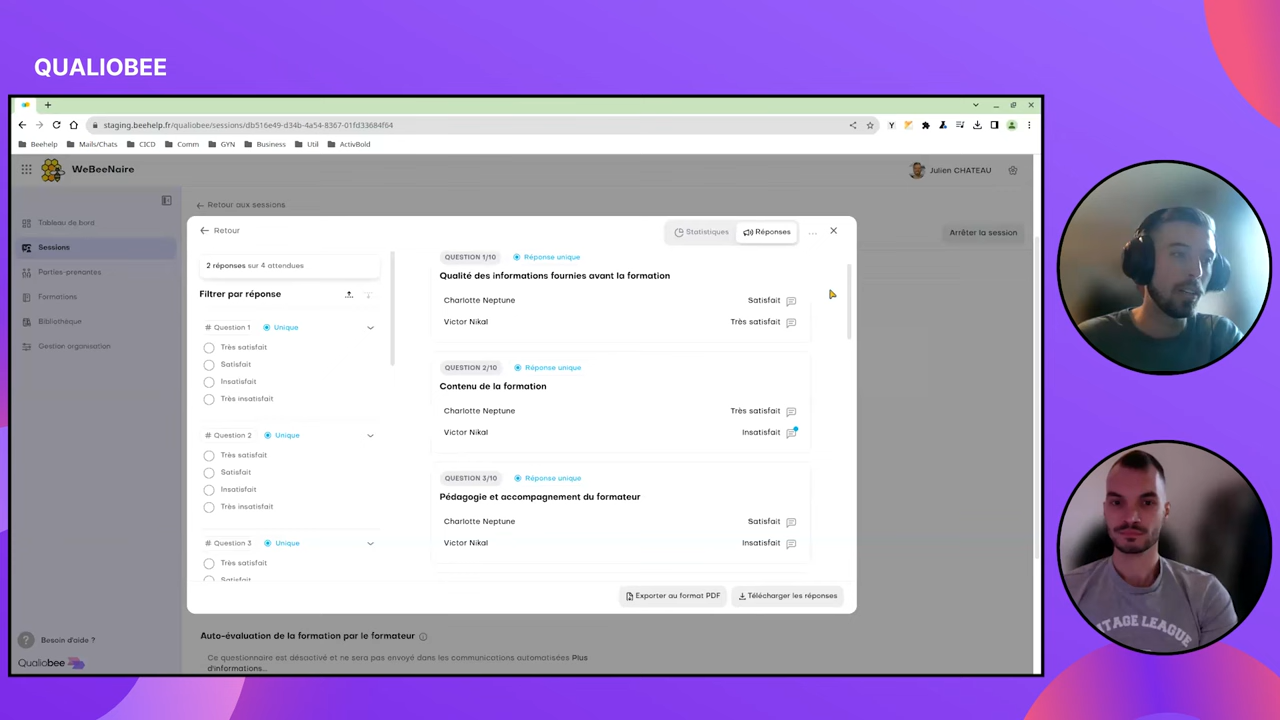 QUALIOBEE
staging.beehelp.fr/qualiobee/sessions/db516e49-d34b-4a54-8367-01fd33684f64
Beehelp Mails/Chats CICD Comm GYN Business Util ActivBold
WeBeeNaire
Julien CHATEAU
Tableau de bord
Sessions
Parties-prenantes
Formations
Bibliothèque
Gestion organisation
Besoin d'aide ?
Qualiobee
Retour aux sessions
Arrêter la session
Retour
Statistiques
Réponses
2 réponses sur 4 attendues
Filtrer par réponse
# Question 1 Unique
Très satisfait
Satisfait
Insatisfait
Très insatisfait
# Question 2 Unique
Très satisfait
Satisfait
Insatisfait
Très insatisfait
# Question 3 Unique
Très satisfait
Satisfait
QUESTION 1/10 Réponse unique
Qualité des informations fournies avant la formation
Charlotte Neptune Satisfait
Victor Nikal Très satisfait
QUESTION 2/10 Réponse unique
Contenu de la formation
Charlotte Neptune Très satisfait
Victor Nikal Insatisfait
QUESTION 3/10 Réponse unique
Pédagogie et accompagnement du formateur
Charlotte Neptune Satisfait
Victor Nikal Insatisfait
Exporter au format PDF
Télécharger les réponses
Auto-évaluation de la formation par le formateur
Ce questionnaire est désactivé et ne sera pas envoyé dans les communications automatisées Plus
d'informations...
ITAGE LEAGUE